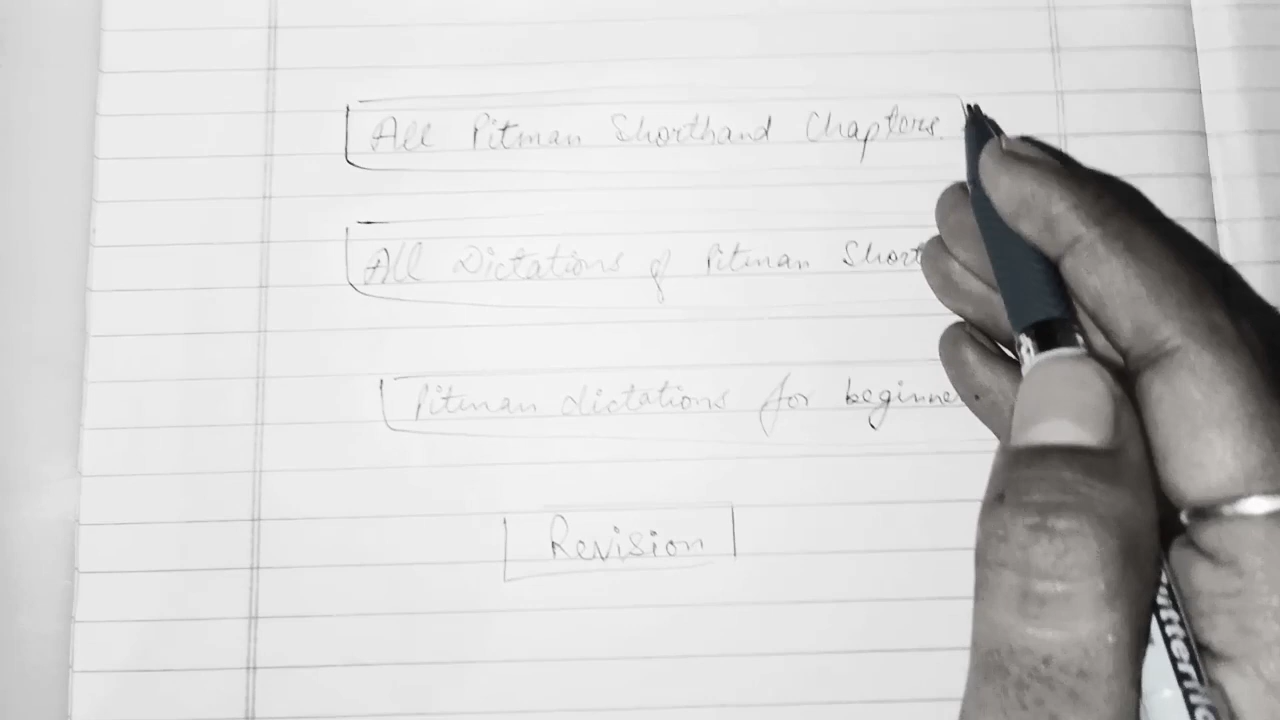 All Pitman Shorthand Chapters.
All Dictations of Pitman Short
Pitman dictations for beginne
Revision